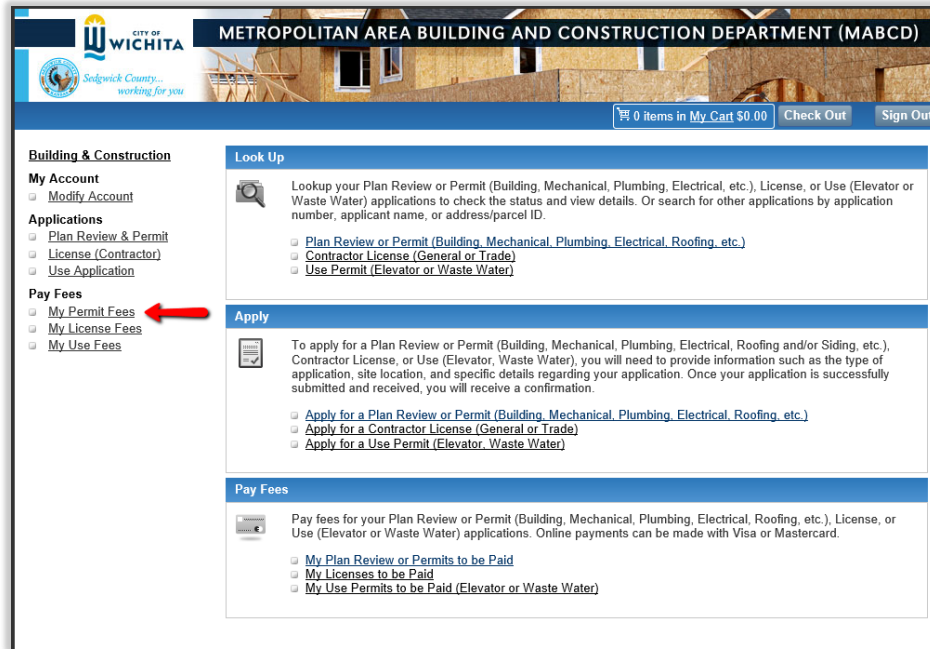 CITY OF
WICHITA
Sedgwick County...
working for you
METROPOLITAN AREA BUILDING AND CONSTRUCTION DEPARTMENT (MABCD)
0 items in My Cart $0.00
Check Out
Sign Out
Building & Construction
My Account
Modify Account
Applications
Plan Review & Permit
License (Contractor)
Use Application
Pay Fees
My Permit Fees
My License Fees
My Use Fees
Look Up
Lookup your Plan Review or Permit (Building, Mechanical, Plumbing, Electrical, etc.), License, or Use (Elevator or
Waste Water) applications to check the status and view details. Or search for other applications by application
number, applicant name, or address/parcel ID.
Plan Review or Permit (Building, Mechanical, Plumbing, Electrical, Roofing, etc.)
Contractor License (General or Trade)
Use Permit (Elevator or Waste Water)
Apply
To apply for a Plan Review or Permit (Building, Mechanical, Plumbing, Electrical, Roofing and/or Siding, etc.),
Contractor License, or Use (Elevator, Waste Water), you will need to provide information such as the type of
application, site location, and specific details regarding your application. Once your application is successfully
submitted and received, you will receive a confirmation.
Apply for a Plan Review or Permit (Building, Mechanical, Plumbing, Electrical, Roofing, etc.)
Apply for a Contractor License (General or Trade)
Apply for a Use Permit (Elevator, Waste Water)
Pay Fees
Pay fees for your Plan Review or Permit (Building, Mechanical, Plumbing, Electrical, Roofing, etc.), License, or
Use (Elevator or Waste Water) applications. Online payments can be made with Visa or Mastercard.
My Plan Review or Permits to be Paid
My Licenses to be Paid
My Use Permits to be Paid (Elevator or Waste Water)